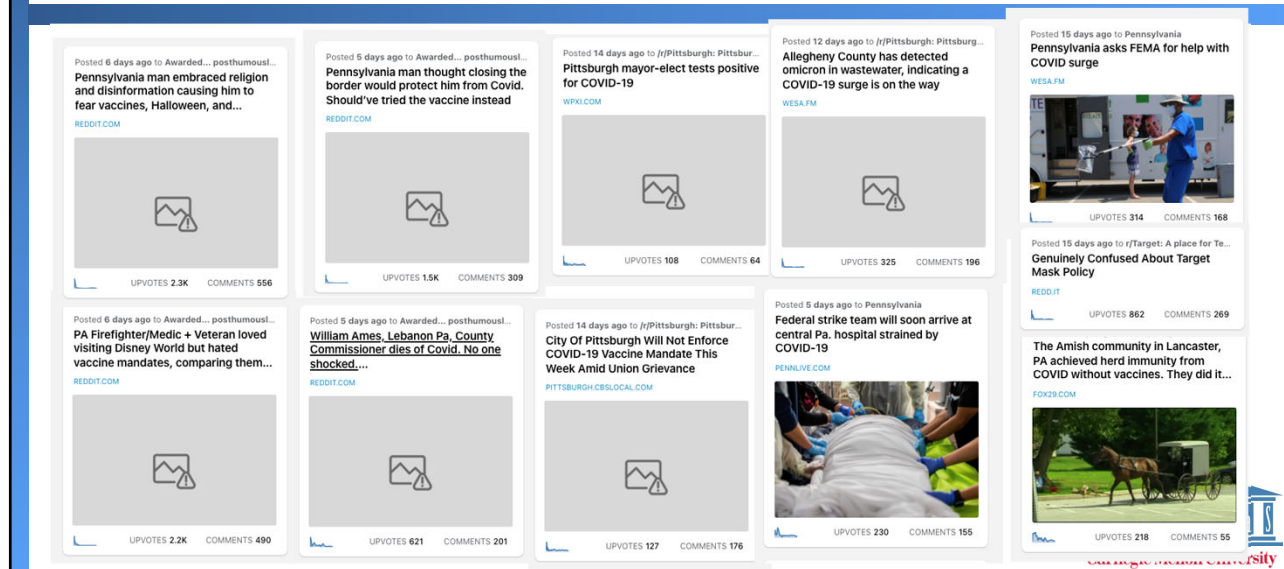 Posted 6 days ago to Awarded... posthumousl...
Pennsylvania man embraced religion
and disinformation causing him to
fear vaccines, Halloween, and...
REDDIT.COM
UPVOTES 2.3K COMMENTS 556
Posted 5 days ago to Awarded... posthumousl...
Pennsylvania man thought closing the
border would protect him from Covid.
Should've tried the vaccine instead
REDDIT.COM
UPVOTES 1.5K COMMENTS 309
Posted 14 days ago to /r/Pittsburgh: Pittsbur...
Pittsburgh mayor-elect tests positive
for COVID-19
WPXI.COM
UPVOTES 108 COMMENTS 64
Posted 12 days ago to /r/Pittsburgh: Pittsburg...
Allegheny County has detected
omicron in wastewater, indicating a
COVID-19 surge is on the way
WESA.FM
UPVOTES 325 COMMENTS 196
Posted 15 days ago to Pennsylvania
Pennsylvania asks FEMA for help with
COVID surge
WESA.FM
TE
UPVOTES 314 COMMENTS 168
Posted 15 days ago to r/Target: A place for Te...
Genuinely Confused About Target
Mask Policy
REDD.IT
UPVOTES 862 COMMENTS 269
Posted 6 days ago to Awarded... posthumousl...
PA Firefighter/Medic + Veteran loved
visiting Disney World but hated
vaccine mandates, comparing them...
REDDIT.COM
UPVOTES 2.2K COMMENTS 490
Posted 5 days ago to Awarded... posthumousl...
William Ames, Lebanon Pa, County
Commissioner dies of Covid. No one
shocked....
REDDIT.COM
UPVOTES 621 COMMENTS 201
Posted 14 days ago to /r/Pittsburgh: Pittsbur...
City Of Pittsburgh Will Not Enforce
COVID-19 Vaccine Mandate This
Week Amid Union Grievance
PITTSBURGH.CBSLOCAL.COM
UPVOTES 127 COMMENTS 176
Posted 5 days ago to Pennsylvania
Federal strike team will soon arrive at
central Pa. hospital strained by
COVID-19
PENNLIVE.COM
UPVOTES 230 COMMENTS 155
The Amish community in Lancaster,
PA achieved herd immunity from
COVID without vaccines. They did it...
FOX29.COM
UPVOTES 218 COMMENTS 55
Carnegie Mellon University